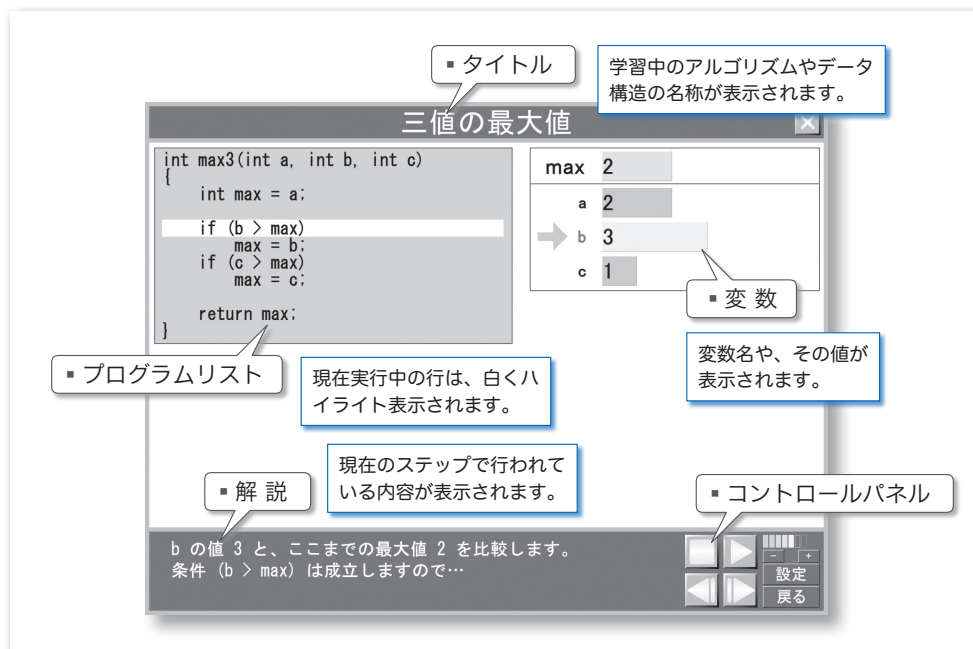 ▪タイトル
学習中のアルゴリズムやデータ
構造の名称が表示されます。
三値の最大値
int max3(int a, int b, int c)
{
int max = a;
if (b > max)
max = b;
if (c > max)
max = c;
return max;
}
max 2
a 2
b 3
c 1
▪変 数
変数名や、その値が
表示されます。
▪プログラムリスト
現在実行中の行は、白くハ
イライト表示されます。
現在のステップで行われて
いる内容が表示されます。
▪解 説
▪コントロールパネル
b の値 3 と、ここまでの最大値 2 を比較します。
条件 (b > max) は成立しますので…
- +
設定
戻る